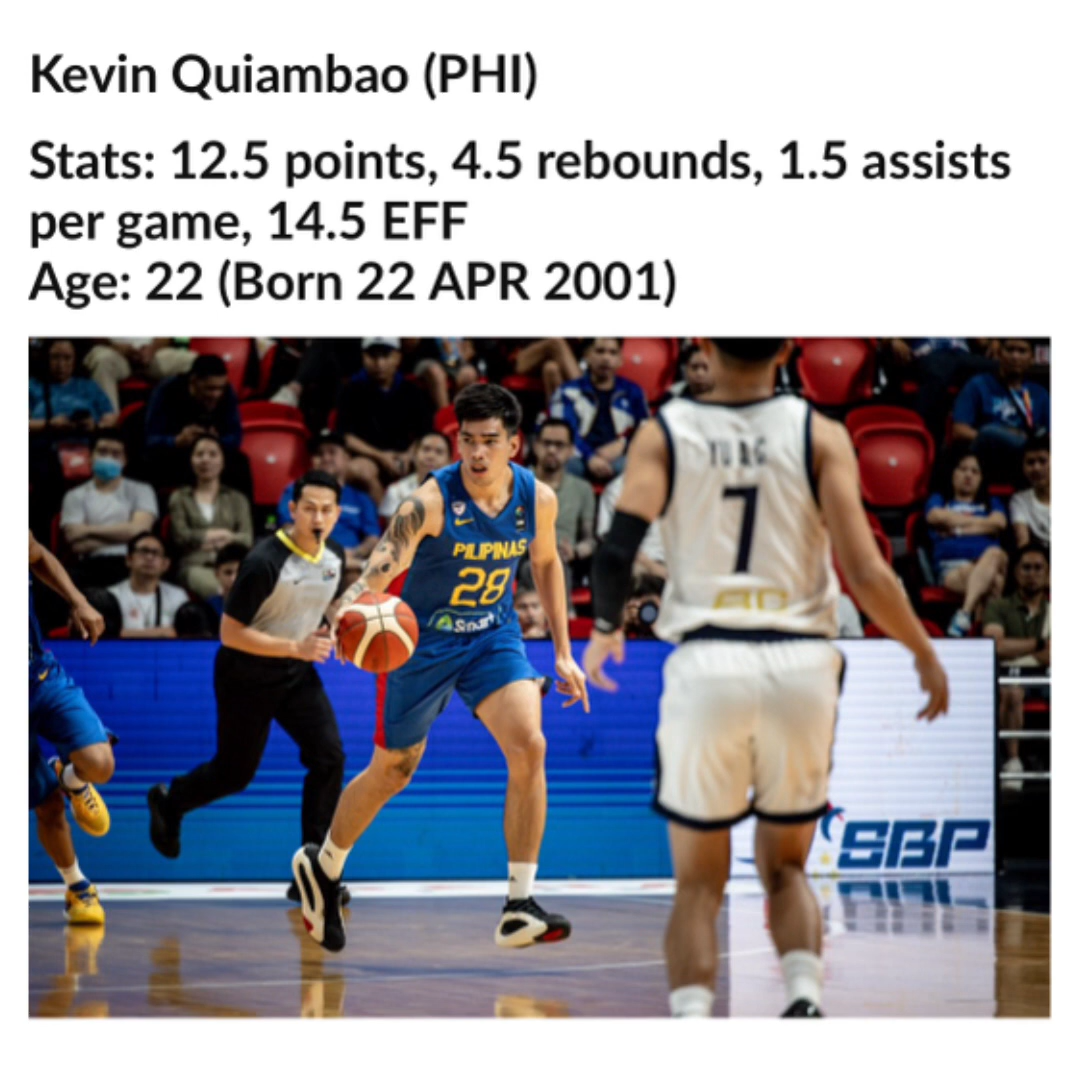 Kevin Quiambao (PHI)
Stats: 12.5 points, 4.5 rebounds, 1.5 assists
per game, 14.5 EFF
Age: 22 (Born 22 APR 2001)
PILIPINAS
28
Smart
7
SBP